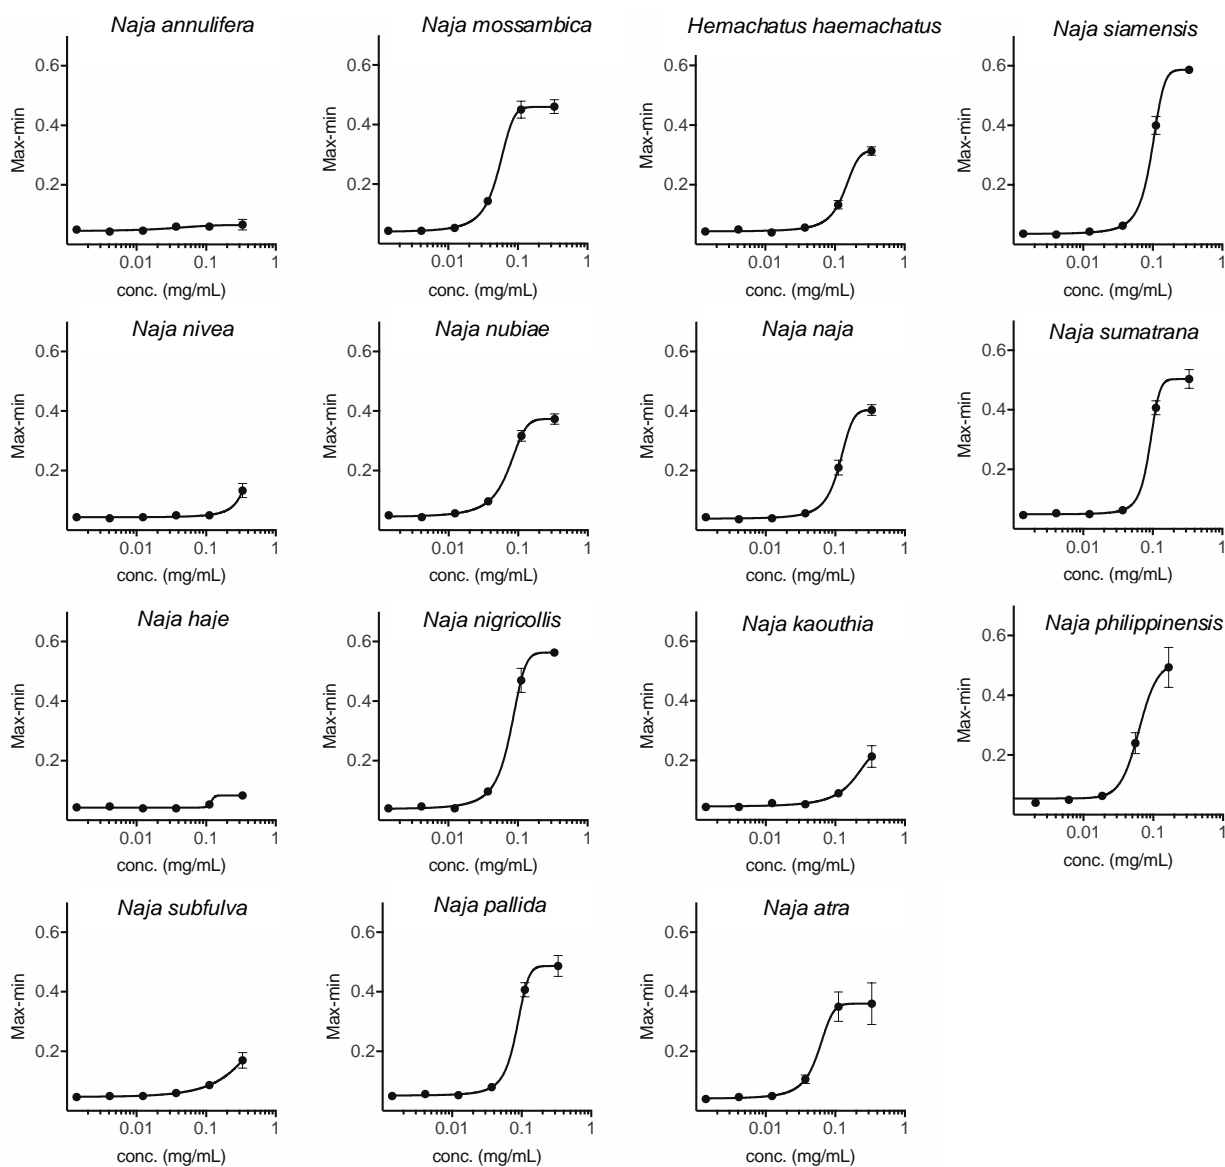 Naja annulifera
0.6
0.4
0.2
Max-min
0.01 0.1 1
conc. (mg/mL)
Naja mossambica
0.6
0.4
0.2
Max-min
0.01 0.1 1
conc. (mg/mL)
Hemachatus haemachatus
0.6
0.4
0.2
Max-min
0.01 0.1 1
conc. (mg/mL)
Naja siamensis
0.6
0.4
0.2
Max-min
0.01 0.1 1
conc. (mg/mL)
Naja nivea
0.6
0.4
0.2
Max-min
0.01 0.1 1
conc. (mg/mL)
Naja nubiae
0.6
0.4
0.2
Max-min
0.01 0.1 1
conc. (mg/mL)
Naja naja
0.6
0.4
0.2
Max-min
0.01 0.1 1
conc. (mg/mL)
Naja sumatrana
0.6
0.4
0.2
Max-min
0.01 0.1 1
conc. (mg/mL)
Naja haje
0.6
0.4
0.2
Max-min
0.01 0.1 1
conc. (mg/mL)
Naja nigricollis
0.6
0.4
0.2
Max-min
0.01 0.1 1
conc. (mg/mL)
Naja kaouthia
0.6
0.4
0.2
Max-min
0.01 0.1 1
conc. (mg/mL)
Naja philippinensis
0.6
0.4
0.2
Max-min
0.01 0.1 1
conc. (mg/mL)
Naja subfulva
0.6
0.4
0.2
Max-min
0.01 0.1 1
conc. (mg/mL)
Naja pallida
0.6
0.4
0.2
Max-min
0.01 0.1 1
conc. (mg/mL)
Naja atra
0.6
0.4
0.2
Max-min
0.01 0.1 1
conc. (mg/mL)